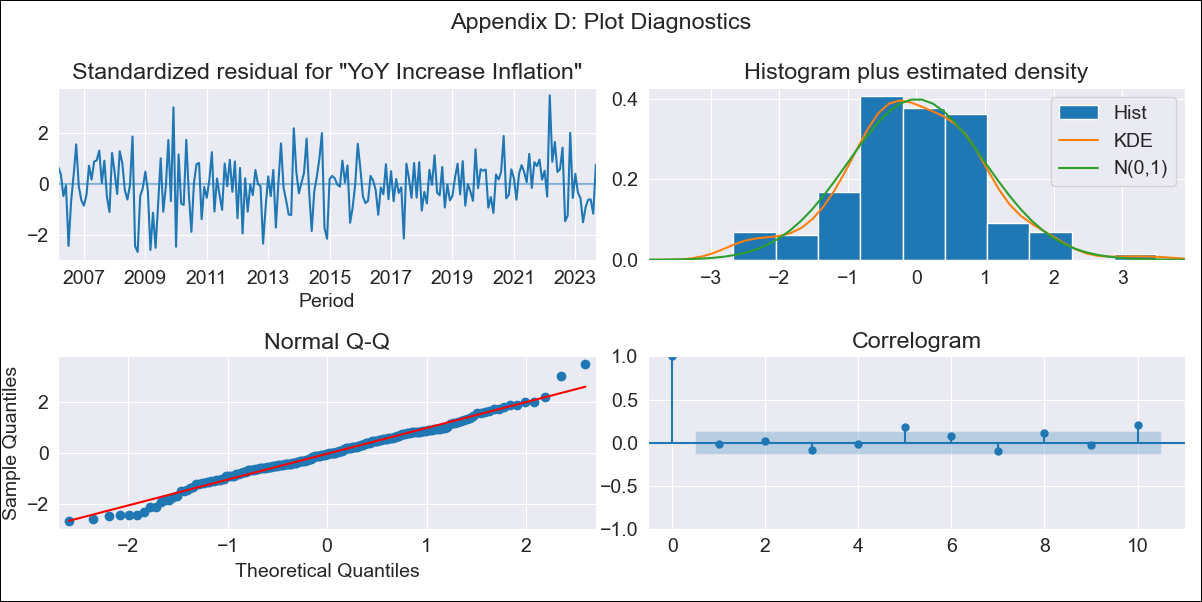 Appendix D: Plot Diagnostics
Standardized residual for "YoY Increase Inflation"
2
0
−2
2007 2009 2011 2013 2015 2017 2019 2021 2023
Period
Histogram plus estimated density
0.4
0.2
0.0
−3 −2 −1 0 1 2 3
Hist
KDE
N(0,1)
Normal Q-Q
Sample Quantiles
2
0
−2
−2 −1 0 1 2
Theoretical Quantiles
Correlogram
1.0
0.5
0.0
−0.5
−1.0
0 2 4 6 8 10